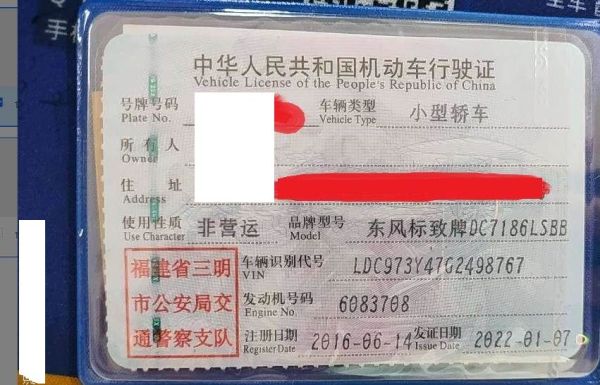 手
全车
中华人民共和国机动车行驶证
Vehicle License of the People's Republic of China
号牌号码 车辆类型 小型轿车
Plate No. Vehicle Type
所有人
Owner
住址
Address
使用性质 非营运 品牌型号 东风标致牌DC7186LSBB
Use Character Model
福建省三明市公安局交通警察支队
车辆识别代号 LDC973Y47G2498767
VIN
发动机号码 6083708
Engine No.
注册日期 2016-06-14 发证日期 2022-01-07
Register Date Issue Date